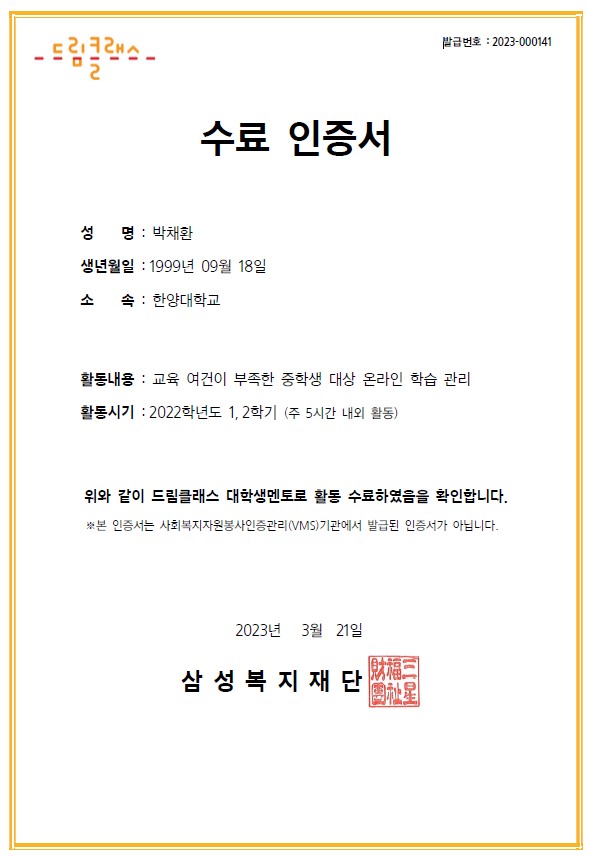 드림클래스
발급번호 : 2023-000141
수료 인증서
성 명 : 박채환
생년월일 : 1999년 09월 18일
소 속 : 한양대학교
활동내용 : 교육 여건이 부족한 중학생 대상 온라인 학습 관리
활동시기 : 2022학년도 1, 2학기 (주 5시간 내외 활동)
위와 같이 드림클래스 대학생멘토로 활동 수료하였음을 확인합니다.
※본 인증서는 사회복지자원봉사인증관리(VMS)기관에서 발급된 인증서가 아닙니다.
2023년 3월 21일
삼성복지재단
三星福祉財團